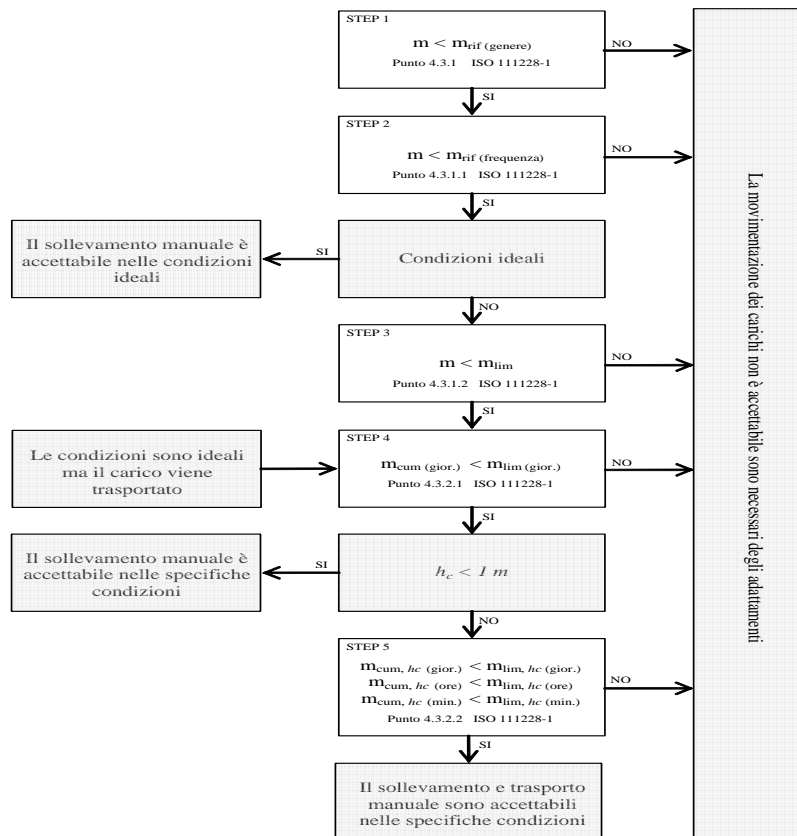 STEP 1
m < mrif (genere)
Punto 4.3.1 ISO 111228-1
NO
SI
STEP 2
m < mrif (frequenza)
Punto 4.3.1.1 ISO 111228-1
NO
SI
Il sollevamento manuale è
accettabile nelle condizioni
ideali
SI
Condizioni ideali
NO
STEP 3
m < mlim
Punto 4.3.1.2 ISO 111228-1
NO
SI
Le condizioni sono ideali
ma il carico viene
trasportato
STEP 4
mcum (gior.) < mlim (gior.)
Punto 4.3.2.1 ISO 111228-1
NO
SI
Il sollevamento manuale è
accettabile nelle specifiche
condizioni
SI
hc < 1 m
NO
STEP 5
mcum, hc (gior.) < mlim, hc (gior.)
mcum, hc (ore) < mlim, hc (ore)
mcum, hc (min.) < mlim, hc (min.)
Punto 4.3.2.2 ISO 111228-1
NO
SI
Il sollevamento e trasporto
manuale sono accettabili
nelle specifiche condizioni
La movimentazione dei carichi non è accettabile sono necessari degli adattamenti